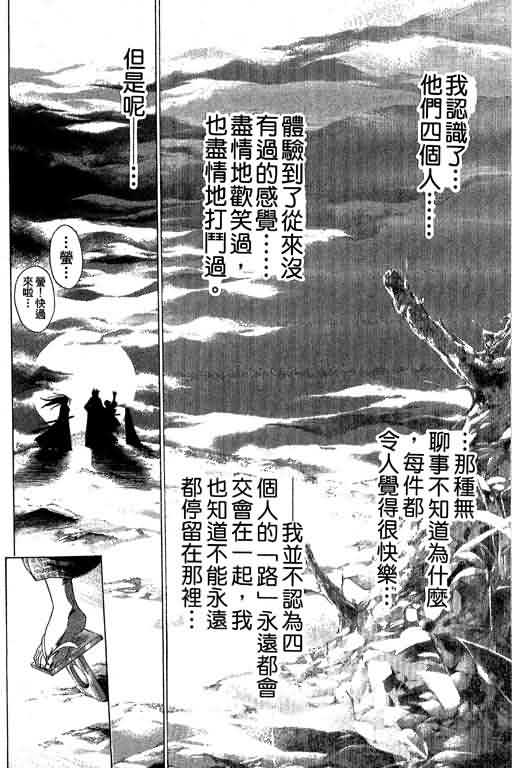 我認識了…
他們四個人……
體驗到了從來沒
有過的感覺……
盡情地歡笑過，
也盡情地打鬥過。
…那種無
聊事不知道為什麼
，每件都
令人覺得很快樂…
——我並不認為四
個人的「路」永遠都會
交會在一起，我
也知道不能永遠
都停留在那裡…
但是呢——……
…螢…
螢！快過
來啦…